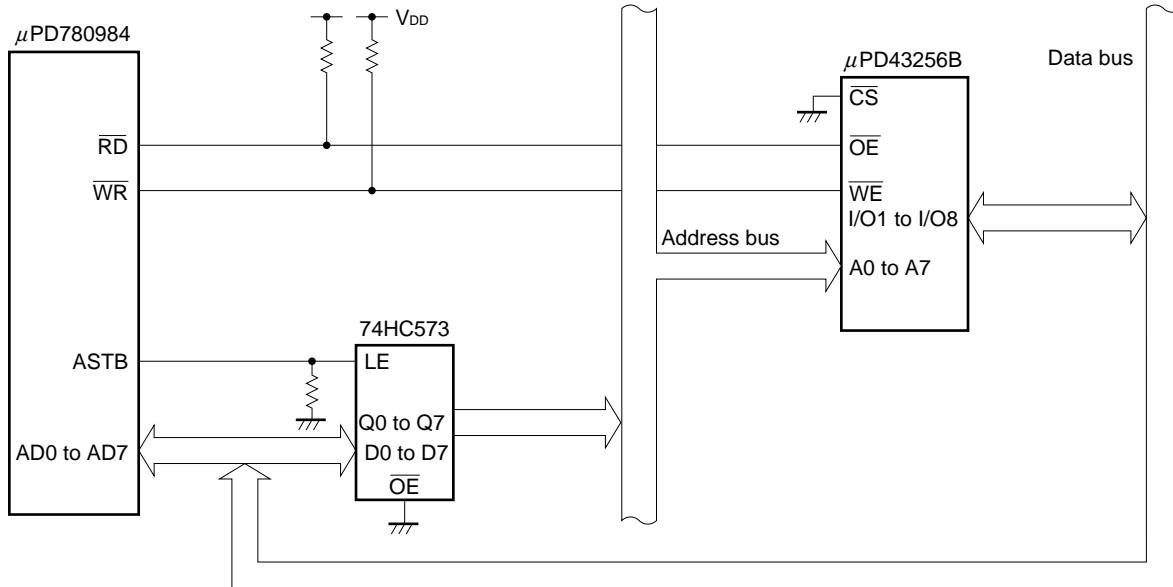 μPD780984
RD
WR
ASTB
AD0 to AD7
VDD
74HC573
LE
Q0 to Q7
D0 to D7
OE
Address bus
μPD43256B
CS
OE
WE
I/O1 to I/O8
A0 to A7
Data bus